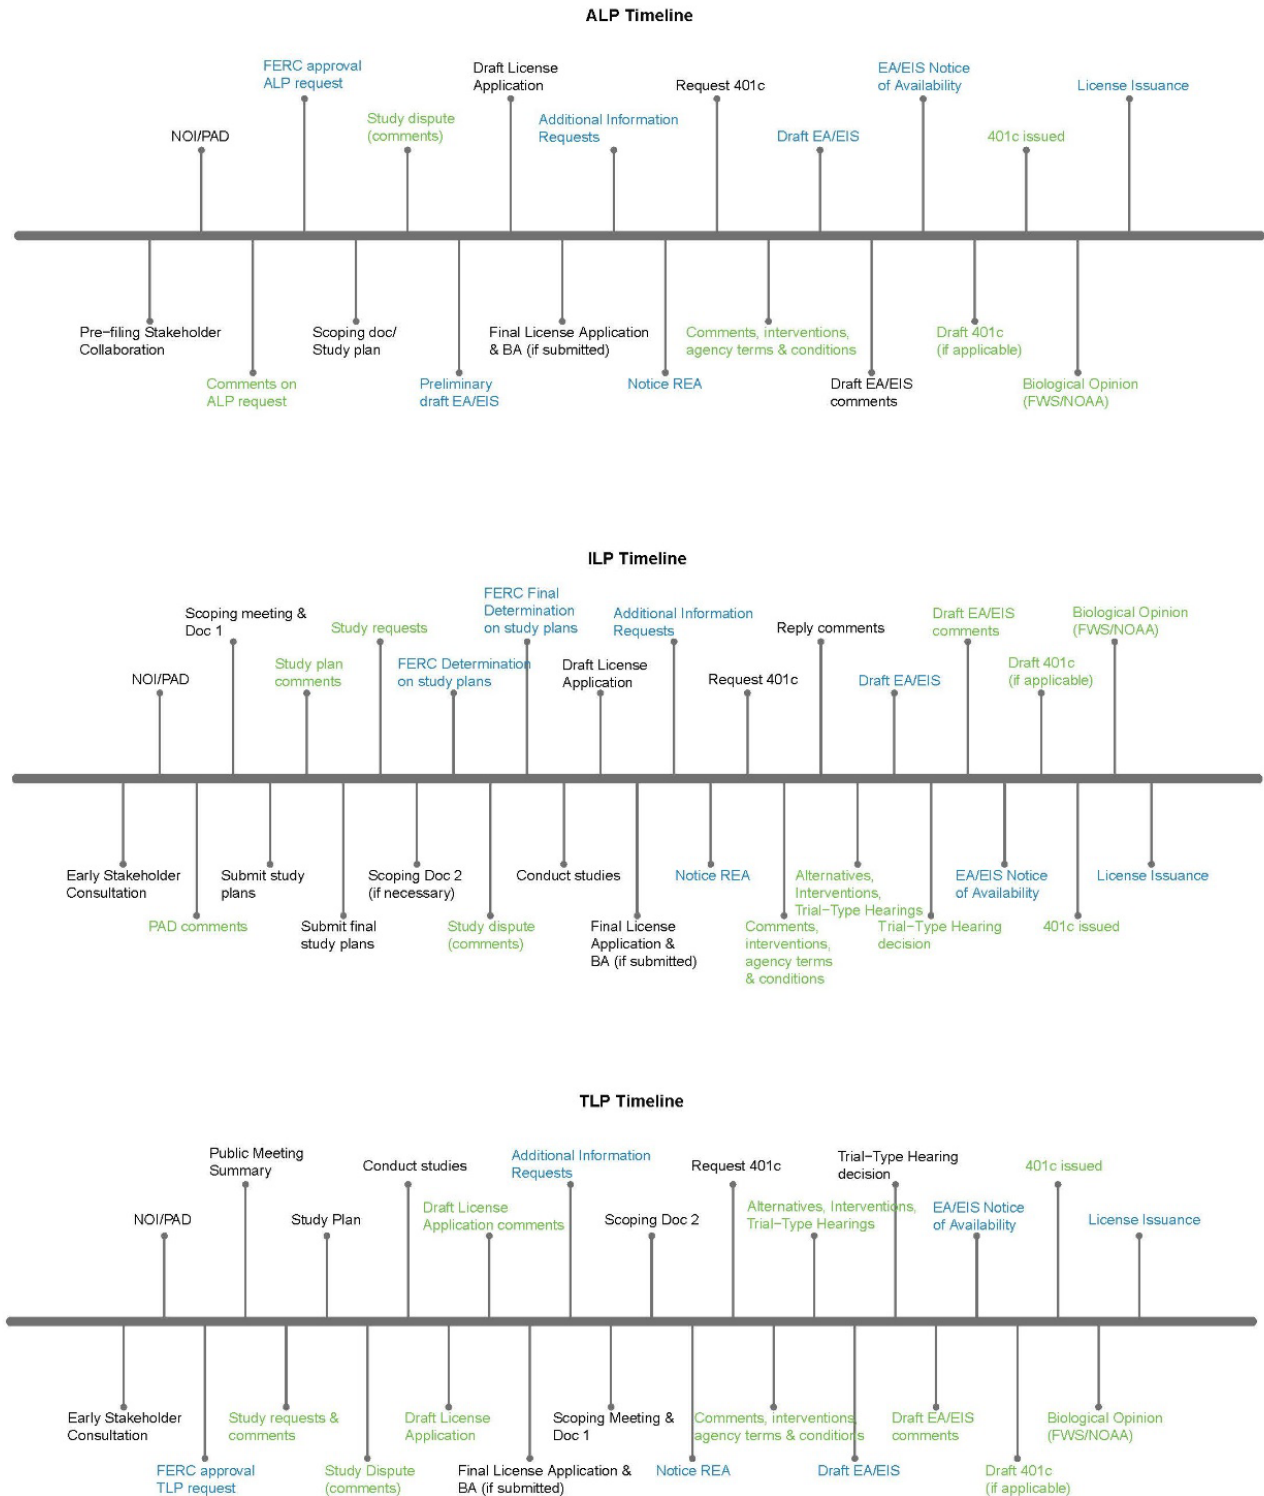 ALP Timeline
FERC approval
ALP request
Draft License
Application
Request 401c
EA/EIS Notice
of Availability
License Issuance
NOI/PAD
Study dispute
(comments)
Additional Information
Requests
Draft EA/EIS
401c issued
Pre-filing Stakeholder
Collaboration
Scoping doc/
Study plan
Final License Application
& BA (if submitted)
Comments, interventions,
agency terms & conditions
Draft 401c
(if applicable)
Comments on
ALP request
Preliminary
draft EA/EIS
Notice REA
Draft EA/EIS
comments
Biological Opinion
(FWS/NOAA)
ILP Timeline
Scoping meeting &
Doc 1
Study requests
FERC Final
Determination
on study plans
Additional Information
Requests
Reply comments
Draft EA/EIS
comments
Biological Opinion
(FWS/NOAA)
NOI/PAD
Study plan
comments
FERC Determination
on study plans
Draft License
Application
Request 401c
Draft EA/EIS
Draft 401c
(if applicable)
Early Stakeholder
Consultation
Submit study
plans
Scoping Doc 2
(if necessary)
Conduct studies
Notice REA
Alternatives,
Interventions,
Trial-Type Hearings
EA/EIS Notice
of Availability
License Issuance
PAD comments
Submit final
study plans
Study dispute
(comments)
Final License
Application &
BA (if submitted)
Comments,
interventions,
agency terms
& conditions
Trial-Type Hearing
decision
401c issued
TLP Timeline
Public Meeting
Summary
Conduct studies
Additional Information
Requests
Request 401c
Trial-Type Hearing
decision
401c issued
NOI/PAD
Study Plan
Draft License
Application comments
Scoping Doc 2
Alternatives, Interventions,
Trial-Type Hearings
EA/EIS Notice
of Availability
License Issuance
Early Stakeholder
Consultation
Study requests &
comments
Draft License
Application
Scoping Meeting &
Doc 1
Comments, interventions,
agency terms & conditions
Draft EA/EIS
comments
Biological Opinion
(FWS/NOAA)
FERC approval
TLP request
Study Dispute
(comments)
Final License Application &
BA (if submitted)
Notice REA
Draft EA/EIS
Draft 401c
(if applicable)